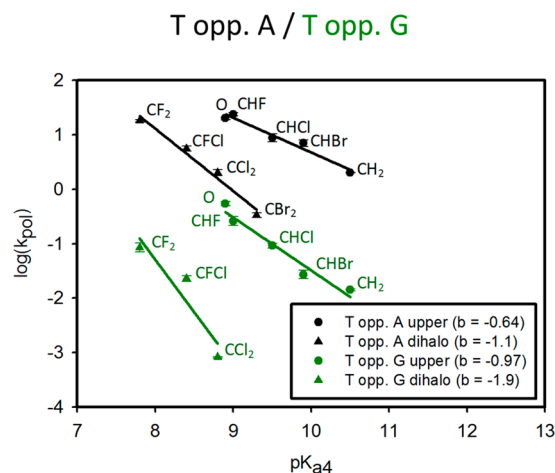 T opp. A / T opp. G
2
1
0
-1
-2
-3
-4
log(kpol)
CF2
CFCl
CCl2
CBr2
O
CHF
CHCl
CHBr
CH2
O
CHF
CHCl
CHBr
CH2
CF2
CFCl
CCl2
T opp. A upper (b = -0.64)
T opp. A dihalo (b = -1.1)
T opp. G upper (b = -0.97)
T opp. G dihalo (b = -1.9)
7 8 9 10 11 12 13
pKa4